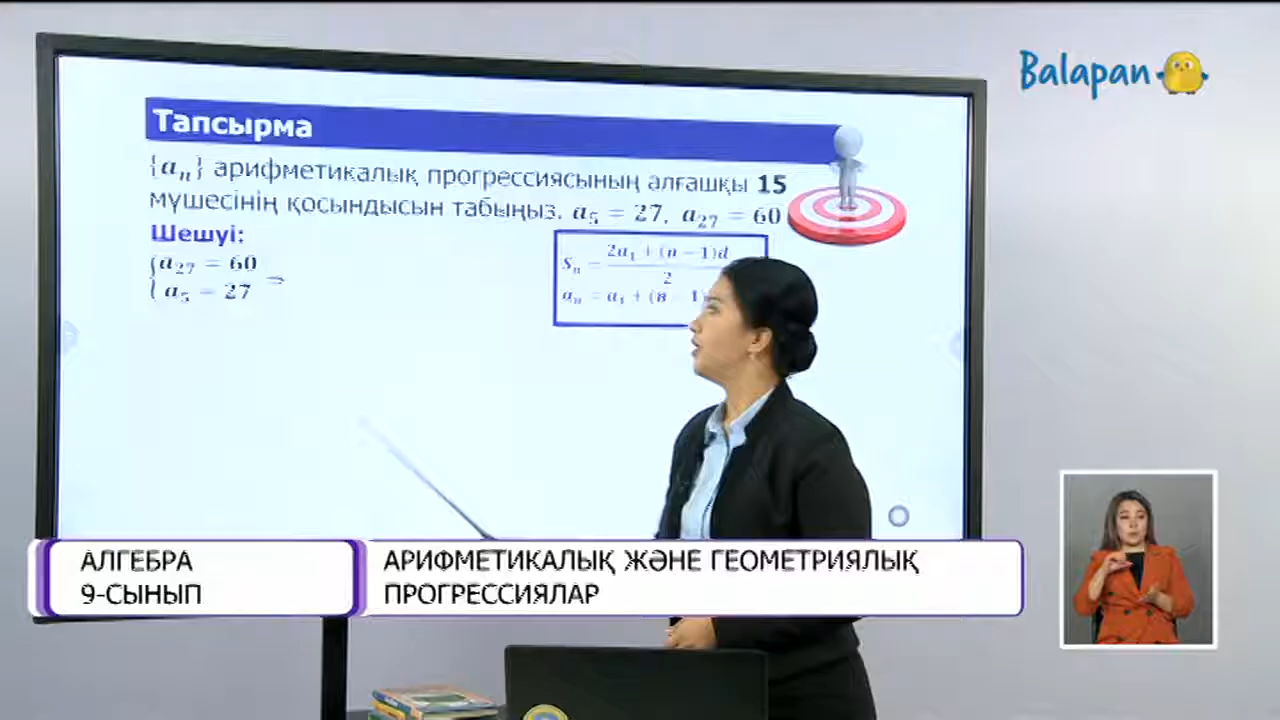 Balapan
Тапсырма
{aₙ} арифметикалық прогрессиясының алғашқы 15
мүшесінің қосындысын табыңыз. a₅ = 27, a₂₇ = 60
Шешуі:
{a₂₇ = 60
{a₅ = 27 ⇒
Sₙ = 2a₁ + (n − 1)d / 2
aₙ = a₁ + (n − 1)
АЛГЕБРА
9-СЫНЫП
АРИФМЕТИКАЛЫҚ ЖӘНЕ ГЕОМЕТРИЯЛЫҚ
ПРОГРЕССИЯЛАР